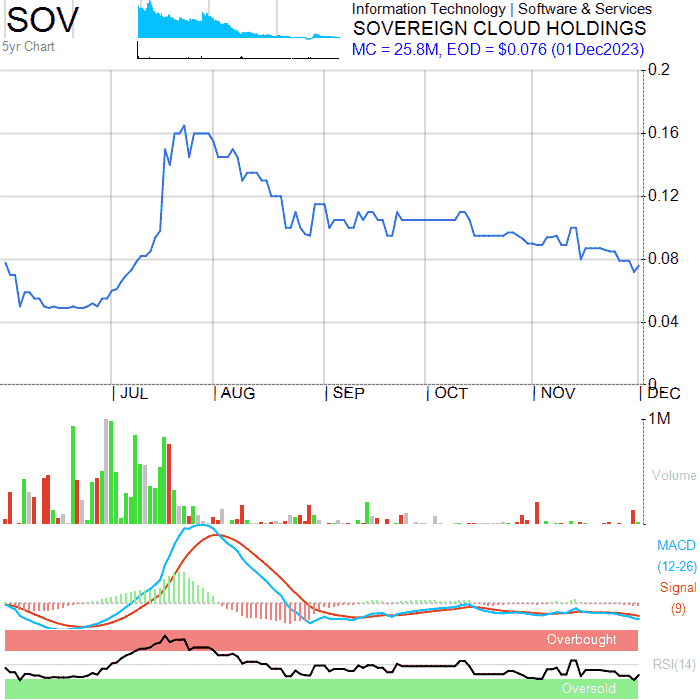 SOV
5yr Chart
Information Technology | Software & Services
SOVEREIGN CLOUD HOLDINGS
MC = 25.8M, EOD = $0.076 (01Dec2023)
0.2
0.16
0.12
0.08
0.04
0
| JUL | AUG | SEP | OCT | NOV | DEC
1M
Volume
MACD
(12-26)
Signal
(9)
Overbought
RSI(14)
Oversold